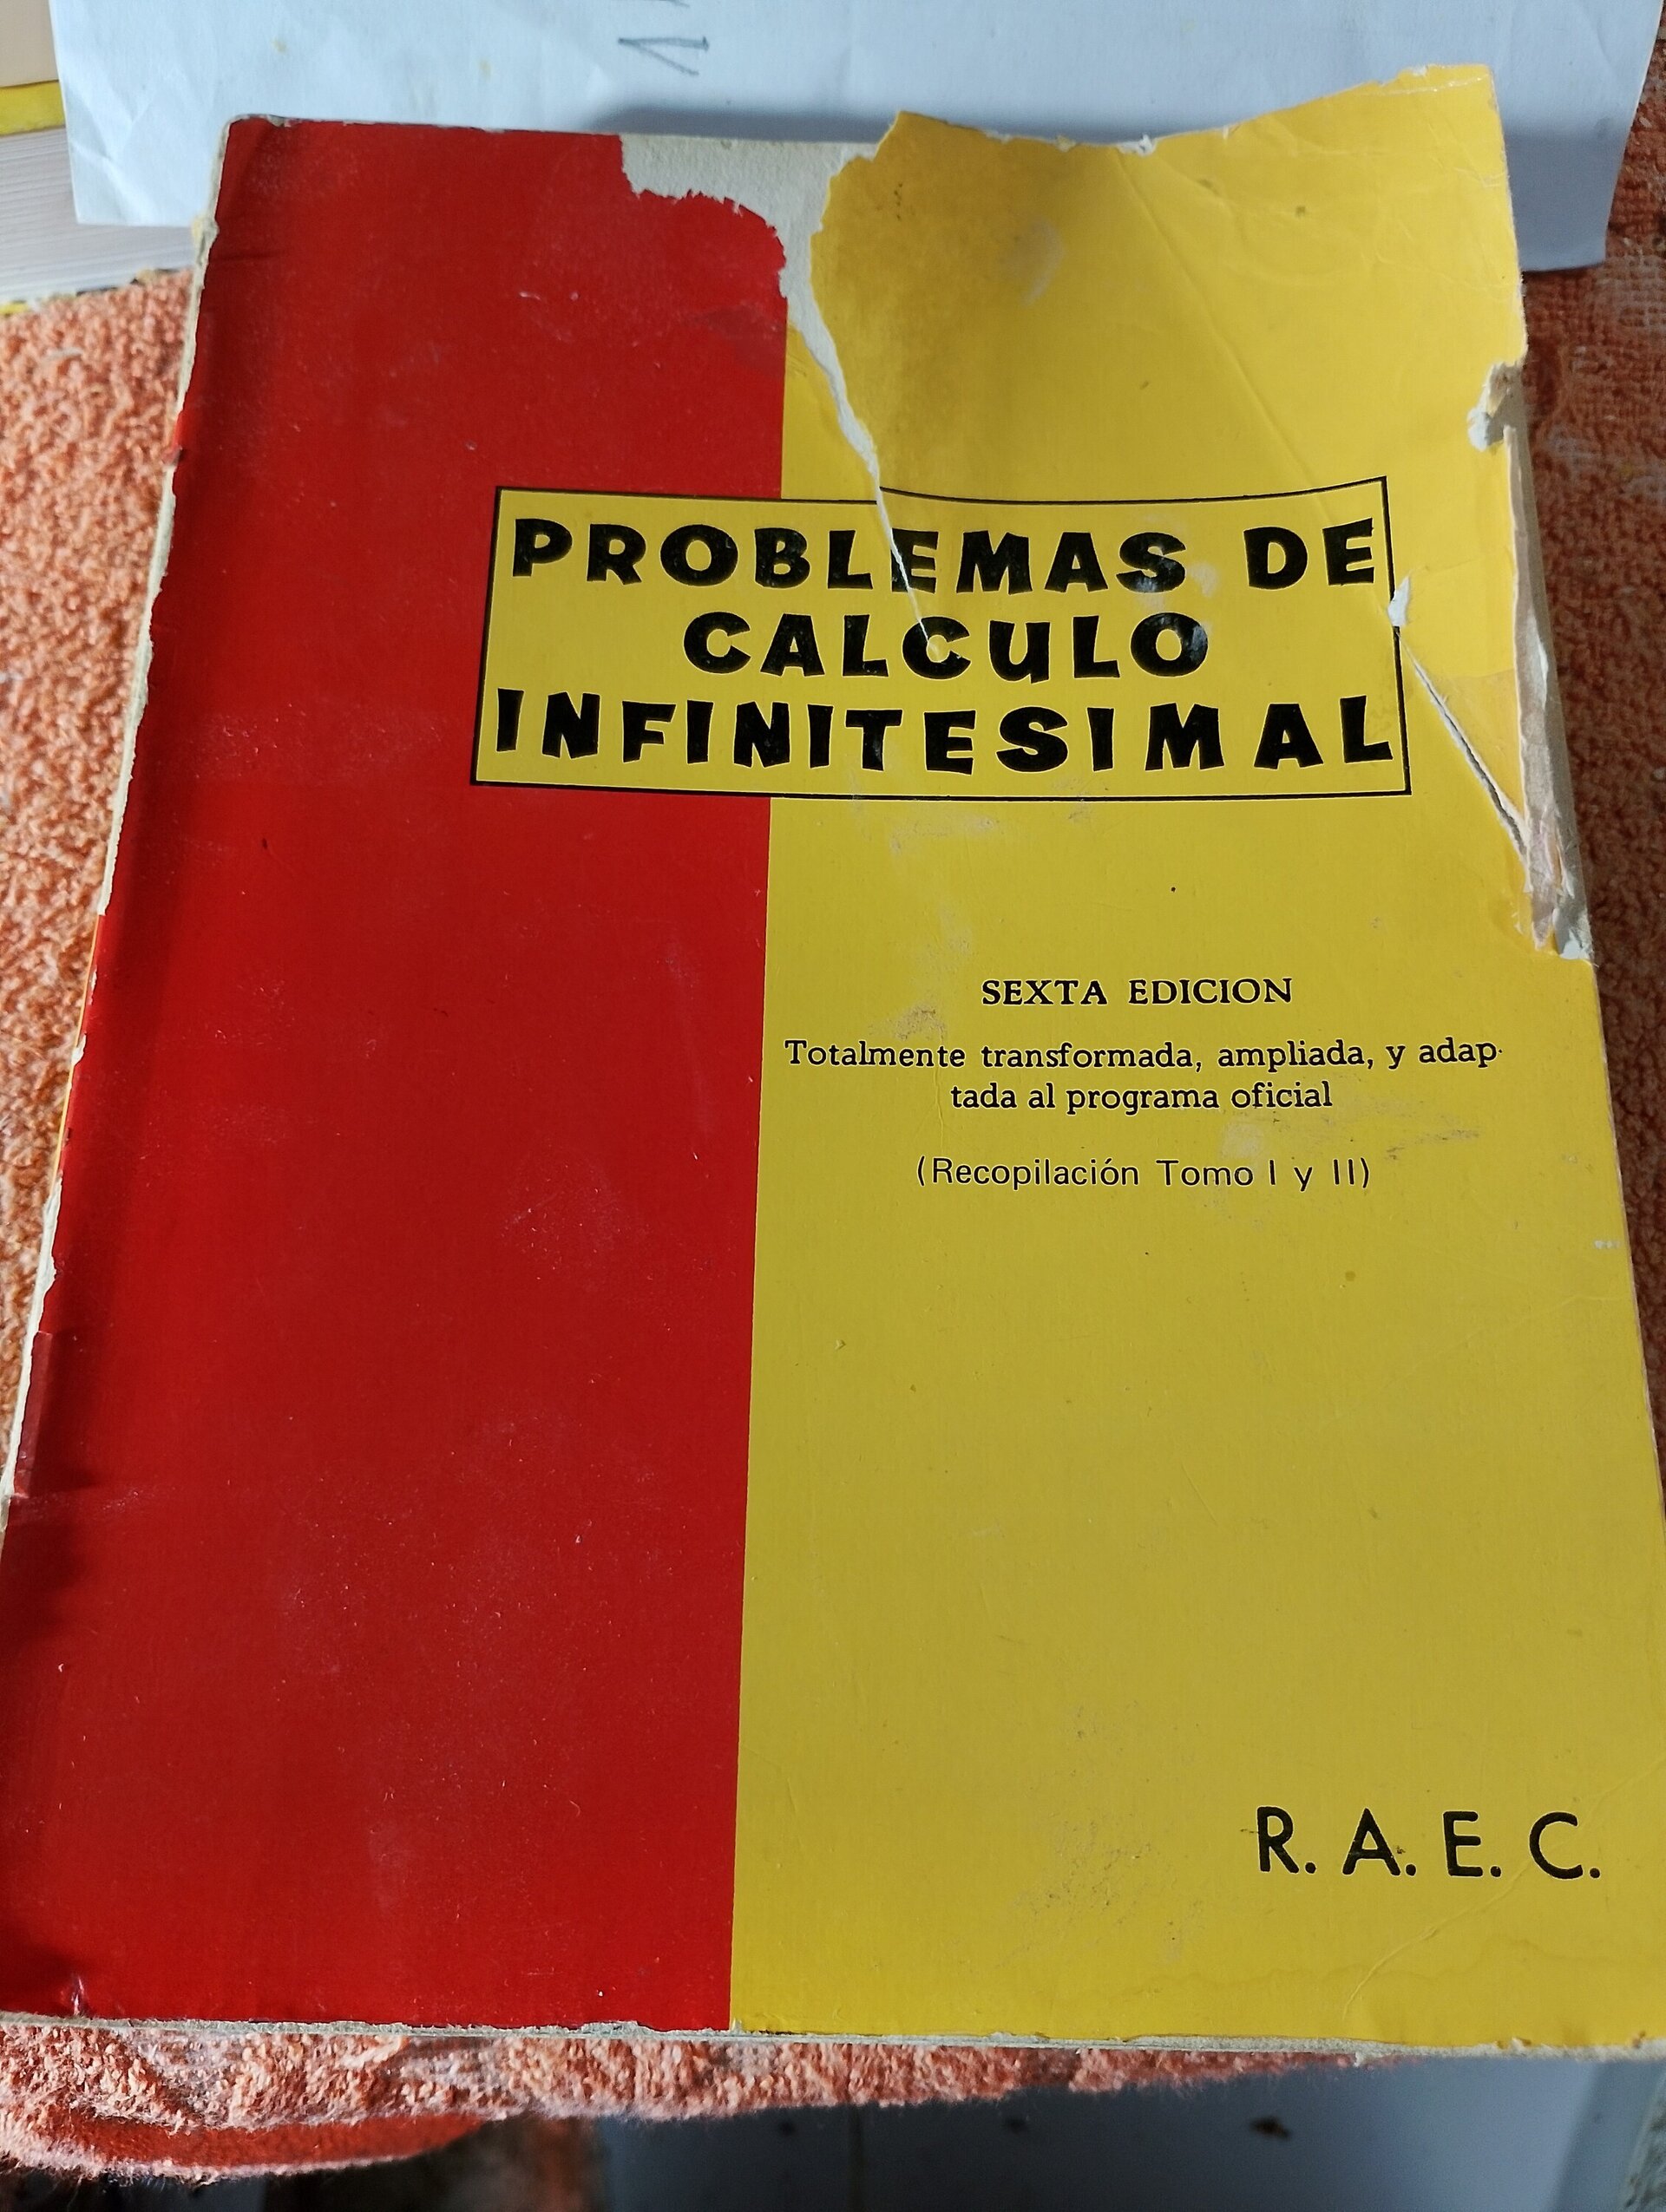 PROBLEMAS DE
CALCULO
INFINITESIMAL
SEXTA EDICION
Totalmente transformada, ampliada, y adap-
tada al programa oficial
(Recopilación Tomo I y II)
R. A. E. C.